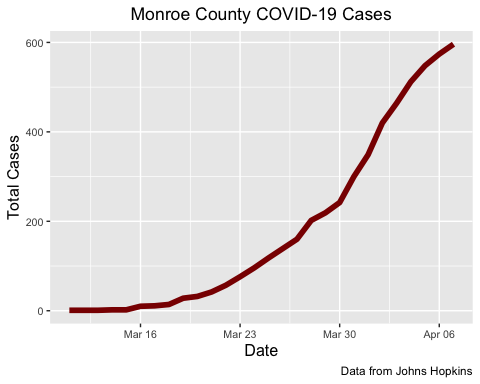 Monroe County COVID-19 Cases
600
400
200
0
Total Cases
Mar 16 Mar 23 Mar 30 Apr 06
Date
Data from Johns Hopkins